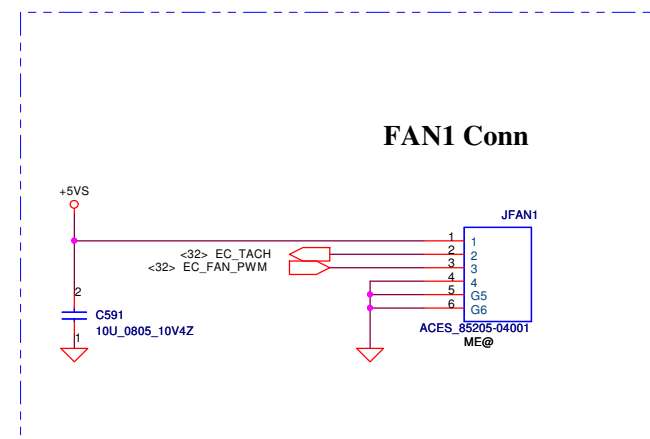 FAN1 Conn
+5VS
JFAN1
1 1
<32> EC_TACH 2 2
<32> EC_FAN_PWM 3 3
4 4
5 G5
6 G6
2
C591
10U_0805_10V4Z
1
ACES_85205-04001
ME@